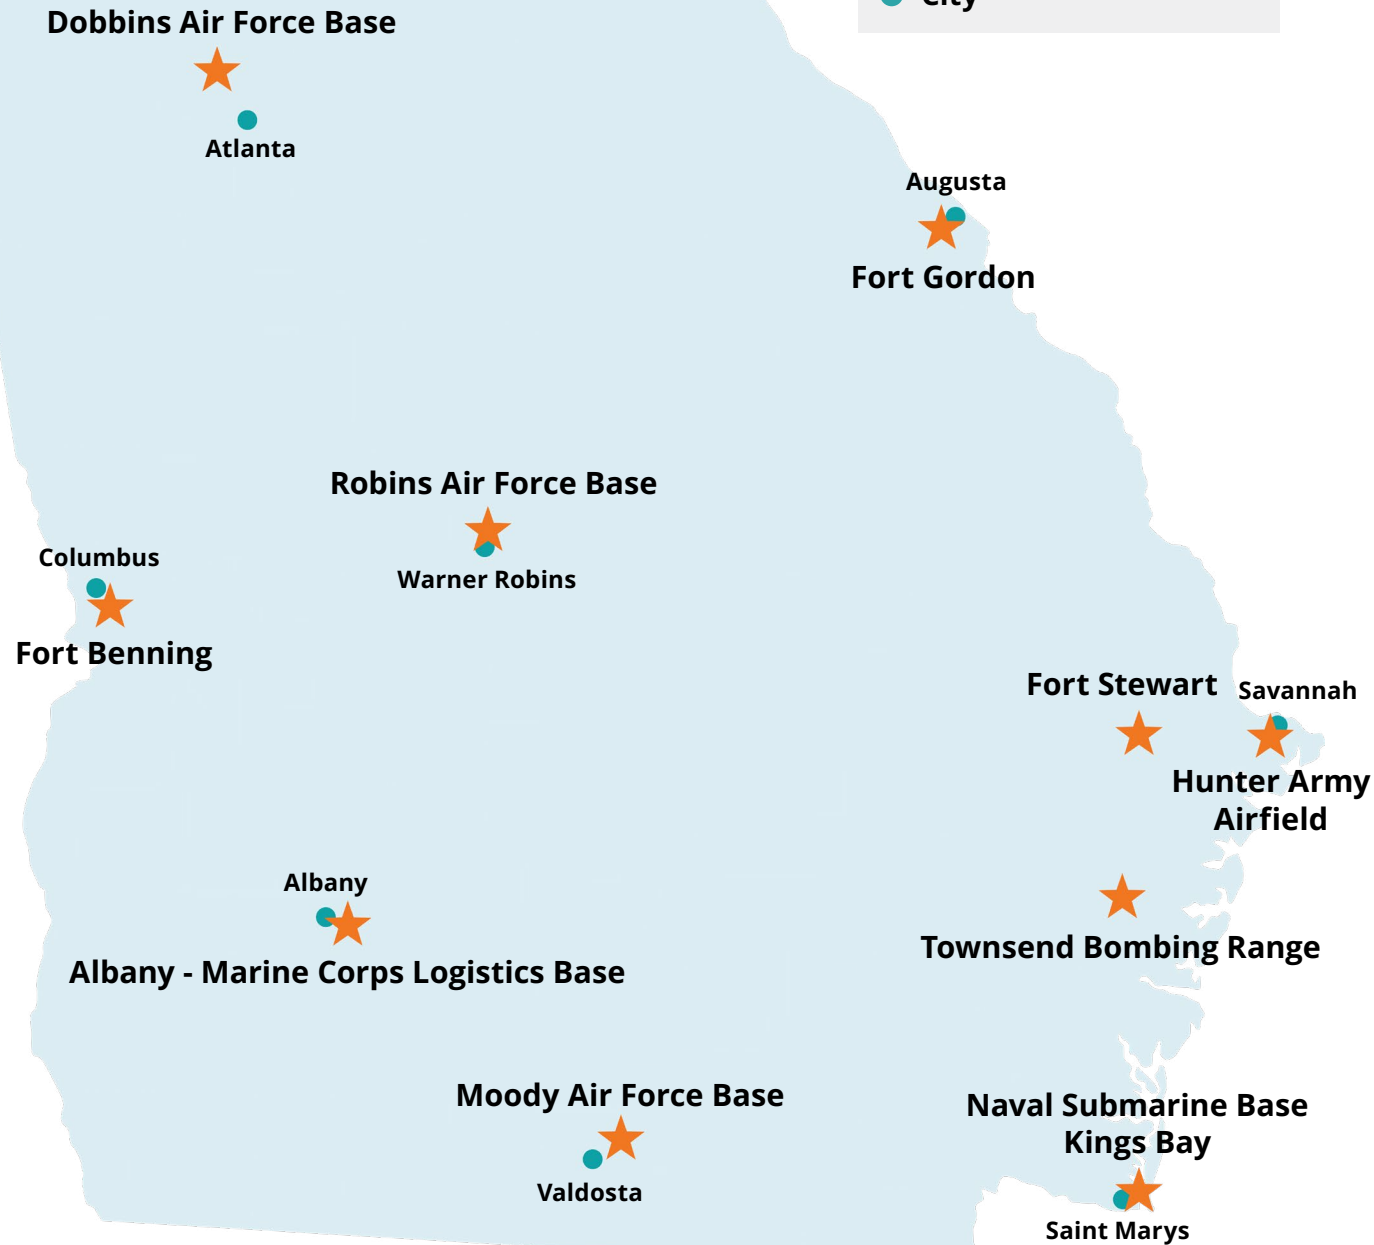 City
Dobbins Air Force Base
Atlanta
Augusta
Fort Gordon
Robins Air Force Base
Warner Robins
Columbus
Fort Benning
Fort Stewart
Savannah
Hunter Army
Airfield
Albany
Albany - Marine Corps Logistics Base
Townsend Bombing Range
Moody Air Force Base
Valdosta
Naval Submarine Base
Kings Bay
Saint Marys